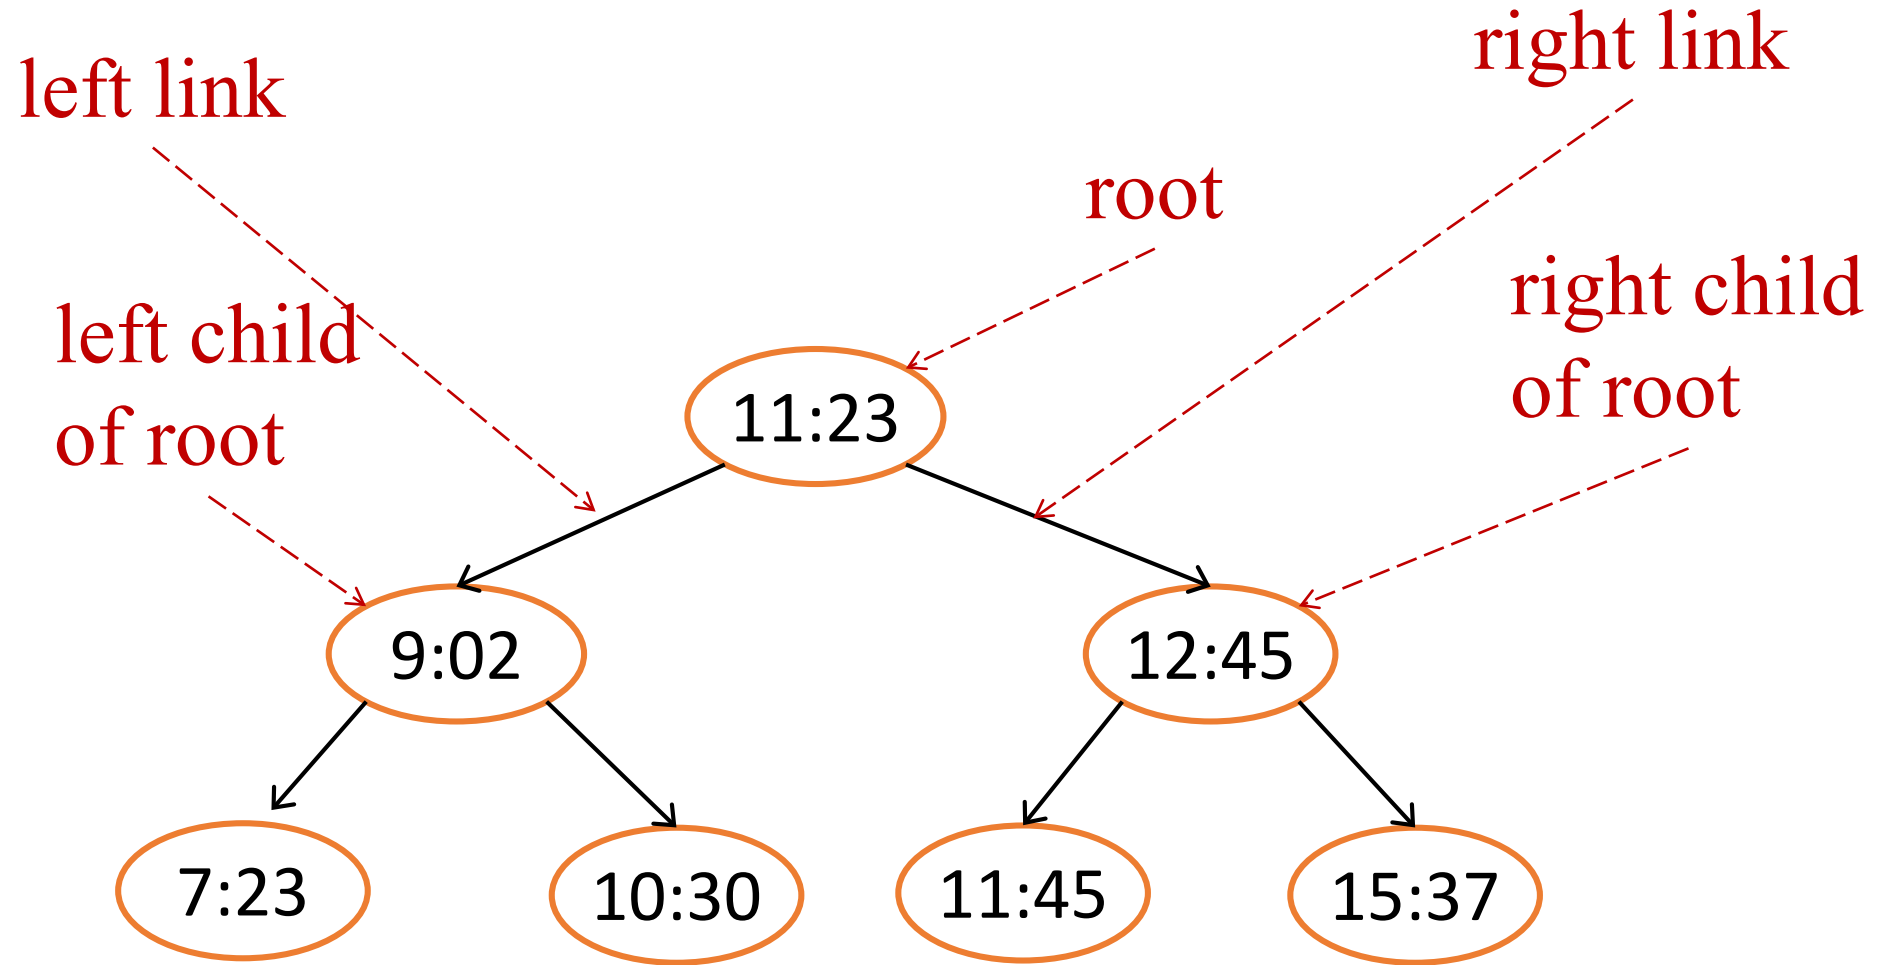 left link
right link
root
left child
of root
right child
of root
11:23
9:02
12:45
7:23
10:30
11:45
15:37